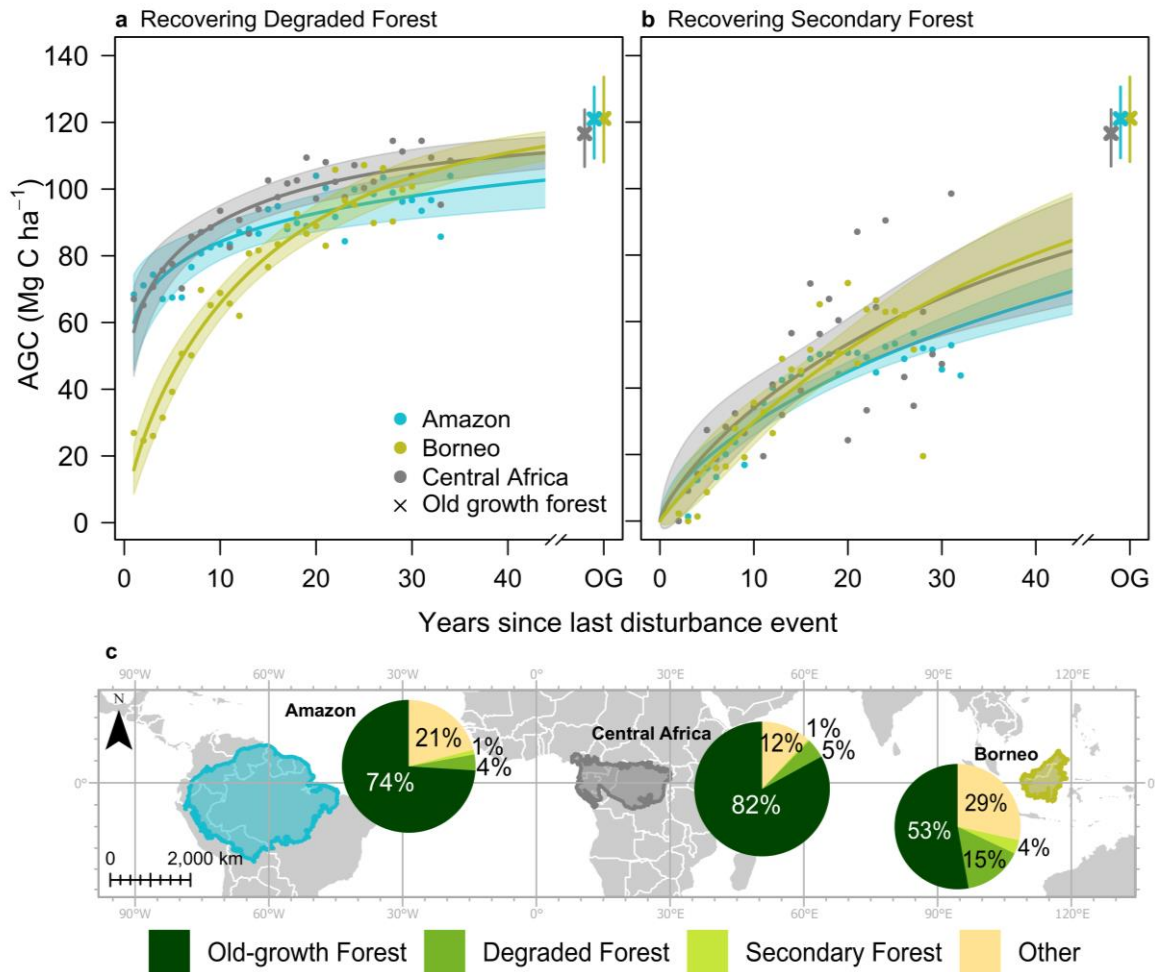 a Recovering Degraded Forest
b Recovering Secondary Forest
AGC (Mg C ha⁻¹)
140
120
100
80
60
40
20
0
Amazon
Borneo
Central Africa
Old growth forest
0 10 20 30 40 OG
0 10 20 30 40 OG
Years since last disturbance event
c
90°W 60°W 30°W 0° 30°E 60°E 90°E 120°E
N
Amazon
21%
1%
4%
74%
Central Africa
12%
1%
5%
82%
Borneo
29%
4%
15%
53%
0°
0°
0 2,000 km
90°W 60°W 30°W 0° 30°E 60°E 90°E 120°E
Old-growth Forest Degraded Forest Secondary Forest Other